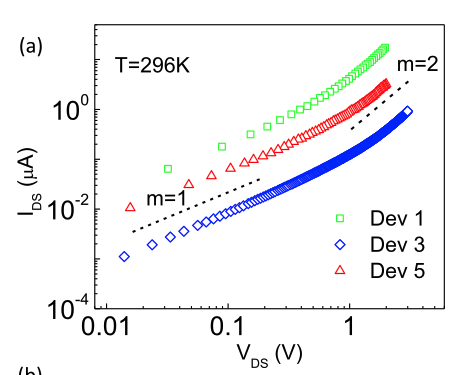 (a)
T=296K
m=2
m=1
Dev 1
Dev 3
Dev 5
I_DS (μA)
10^0
10^-2
10^-4
0.01 0.1 1
V_DS (V)